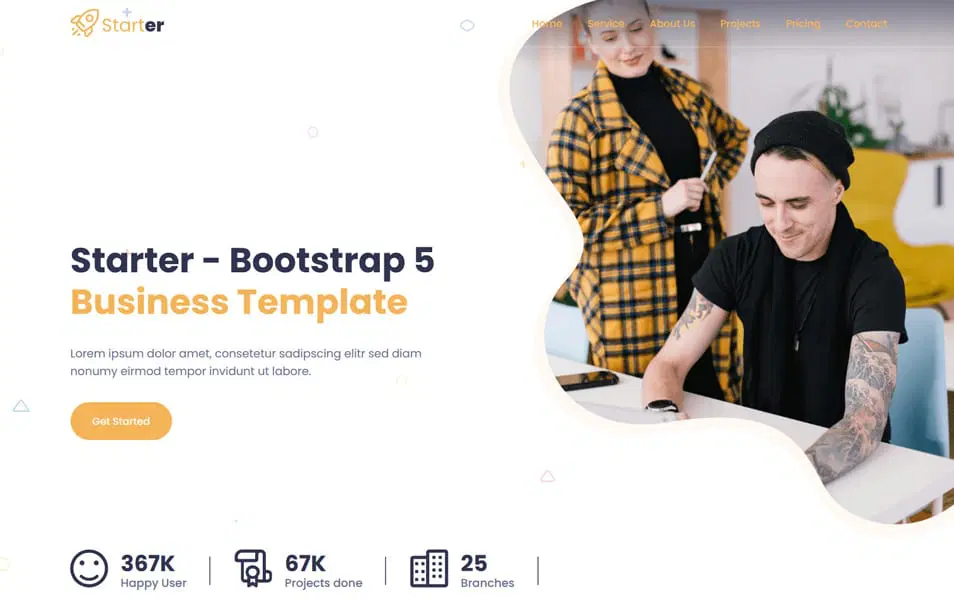 Starter
Home Service About Us Projects Pricing Contact
Starter - Bootstrap 5
Business Template
Lorem ipsum dolor amet, consetetur sadipscing elitr sed diam
nonumy eirmod tempor invidunt ut labore.
Get Started
367K
Happy User
67K
Projects done
25
Branches